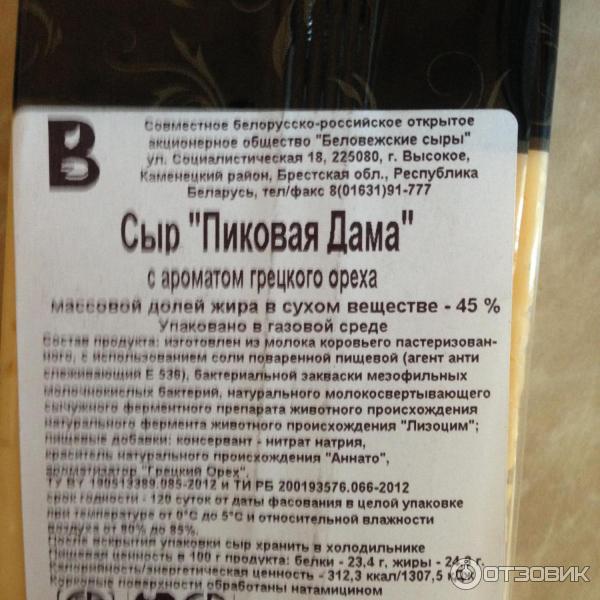 B
Совместное белорусско-российское открытое
акционерное общество "Беловежские сыры"
ул. Социалистическая 18, 225080, г. Высокое,
Каменецкий район, Брестская обл., Республика
Беларусь, тел/факс 8(01631)91-777
Сыр "Пиковая Дама"
с ароматом грецкого ореха
массовой долей жира в сухом веществе - 45 %
Упаковано в газовой среде
Состав продукта: изготовлен из молока коровьего пастеризован-
ного, с использованием соли поваренной пищевой (агент анти
слеживающий Е 536), бактериальной закваски мезофильных
молочнокислых бактерий, натурального молокосвертывающего
сычужного ферментного препарата животного происхождения
натурального фермента животного происхождения "Лизоцим";
пищевые добавки: консервант - нитрат натрия,
краситель натурального происхождения "Аннато",
ароматизатор "Грецкий Орех".
ТУ BY 190513389.085-2012 и ТИ РБ 200193576.066-2012
срок годности - 120 суток от даты фасования в целой упаковке
при температуре от 0°С до 5°С и относительной влажности
воздуха от 80% до 85%.
После вскрытия упаковки сыр хранить в холодильнике
Пищевая ценность в 100 г продукта: белки - 23,4 г, жиры - 24,3 г.
Калорийность/энергетическая ценность - 312,3 ккал/1307,5 кДж
Корковые поверхности обработаны натамицином
ОТЗОВИК